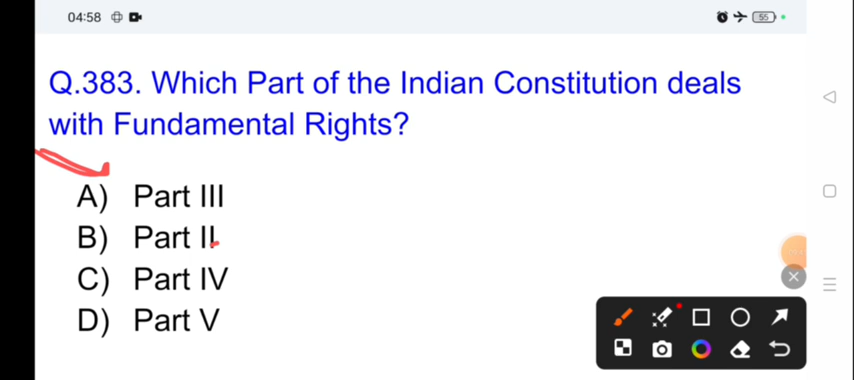 04:58
55
Q.383. Which Part of the Indian Constitution deals
with Fundamental Rights?
A) Part III
B) Part II
C) Part IV
D) Part V